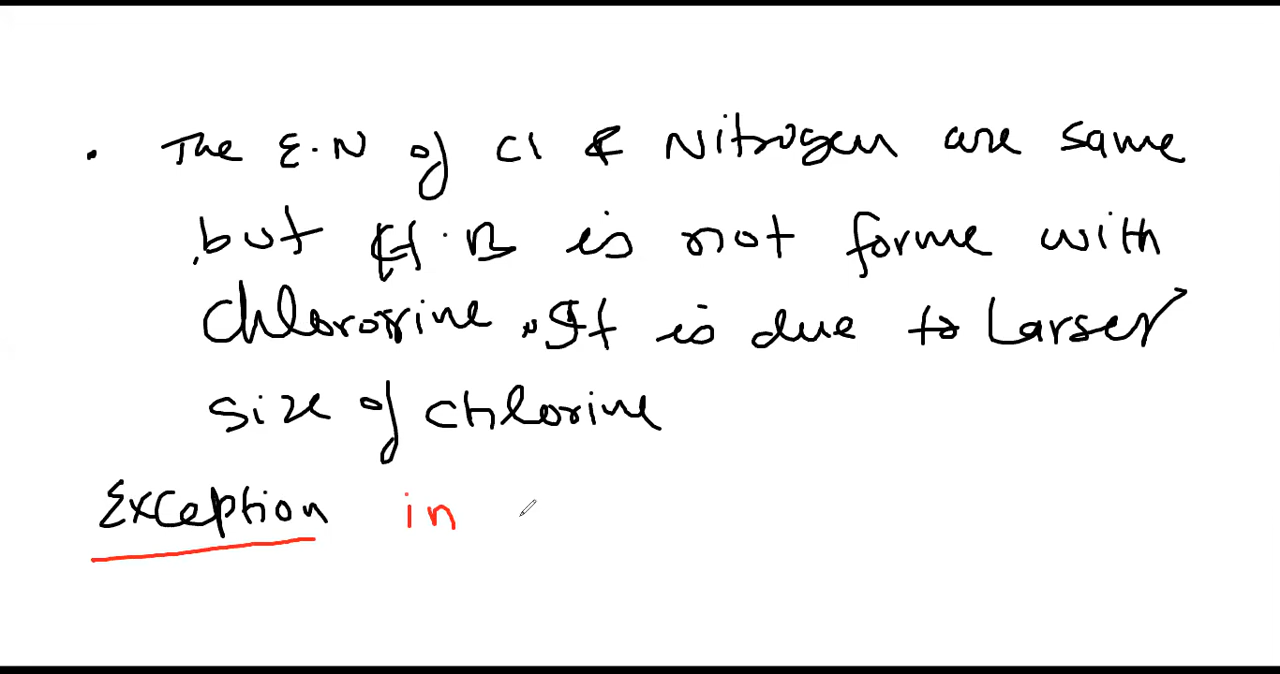 • The E.N of Cl & Nitrogen are same
but H.B is not forme with
chlororine. It is due to Larser
size of chlorine
Exception in